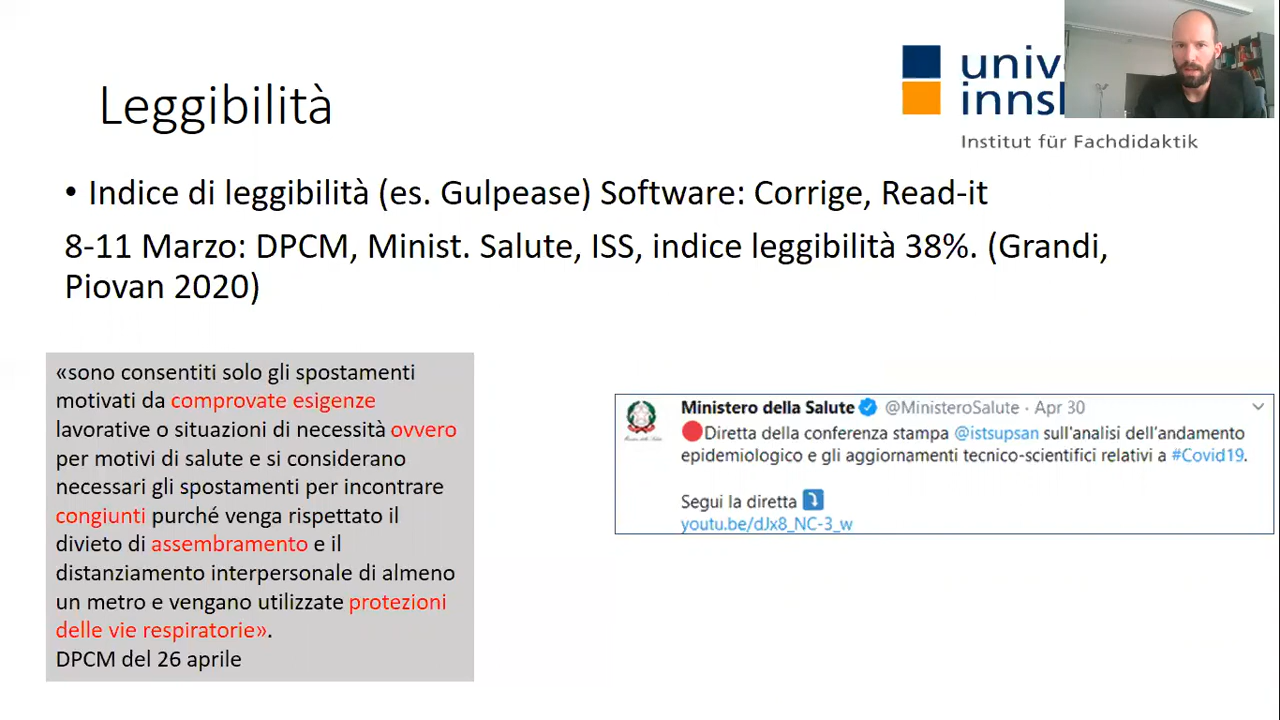 Leggibilità
univ
inns
Institut für Fachdidaktik
• Indice di leggibilità (es. Gulpease) Software: Corrige, Read-it
8-11 Marzo: DPCM, Minist. Salute, ISS, indice leggibilità 38%. (Grandi,
Piovan 2020)
«sono consentiti solo gli spostamenti
motivati da comprovate esigenze
lavorative o situazioni di necessità ovvero
per motivi di salute e si considerano
necessari gli spostamenti per incontrare
congiunti purché venga rispettato il
divieto di assembramento e il
distanziamento interpersonale di almeno
un metro e vengano utilizzate protezioni
delle vie respiratorie».
DPCM del 26 aprile
Ministero della Salute @MinisteroSalute · Apr 30
Diretta della conferenza stampa @istsupsan sull'analisi dell'andamento
epidemiologico e gli aggiornamenti tecnico-scientifici relativi a #Covid19.
Segui la diretta
youtu.be/dJx8_NC-3_w